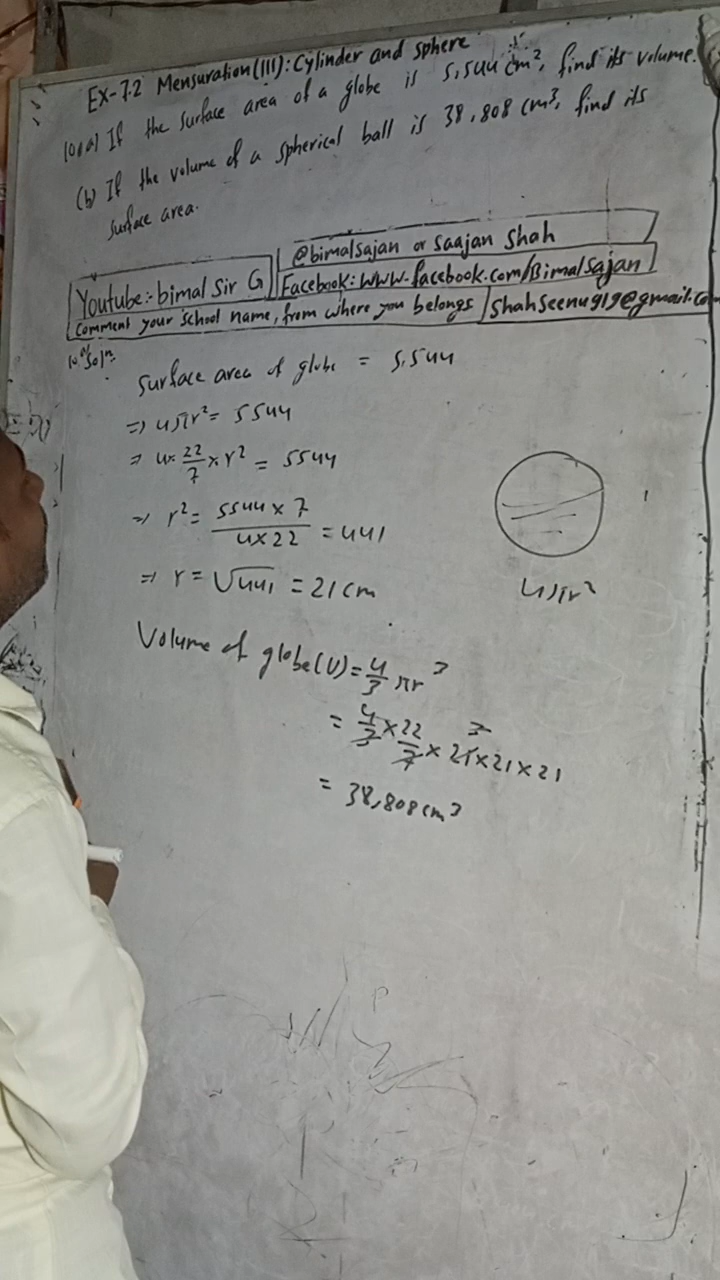 Ex-7.2 Mensuration(III): Cylinder and sphere
10(a) If the surface area of a globe is 5,544 cm², find its volume.
(b) If the volume of a spherical ball is 38,808 cm³, find its
surface area.
@bimalsajan or Saajan Shah
Youtube:- bimal Sir G
Facebook: www.facebook.com/Bimalsajan
Comment your school name, from where you belongs
shahseenu919@gmail.com
10(a) Solⁿ:
Surface area of globe = 5,544
⇒ 4πr² = 5544
⇒ 4× 22/7 × r² = 5544
⇒ r² = 5544 × 7 / 4×22 = 441
⇒ r = √441 = 21 cm
4πr²
Volume of globe(V) = 4/3 πr³
= 4/3 × 22/7 × 21×21×21
3
= 38,808 cm³